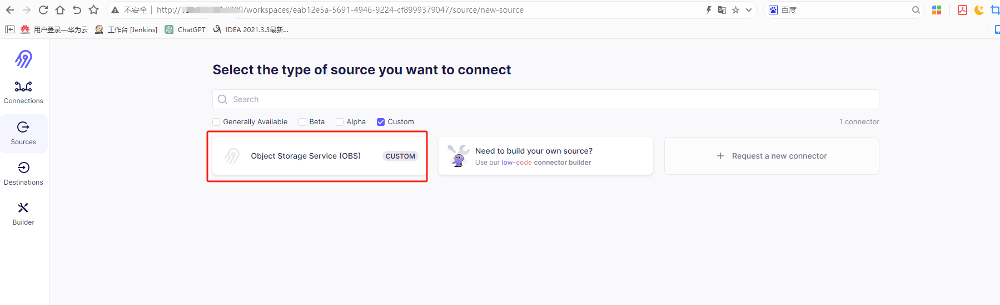 不安全 http:// /workspaces/eab12e5a-5691-4946-9224-cf8999379047/source/new-source 百度
用户登录—华为云 工作台 [Jenkins] ChatGPT IDEA 2021.3.3最新...
Select the type of source you want to connect
Connections
Search
Generally Available Beta Alpha Custom 1 connector
Sources
Object Storage Service (OBS) CUSTOM
Need to build your own source?
Use our low-code connector builder
Request a new connector
Destinations
Builder